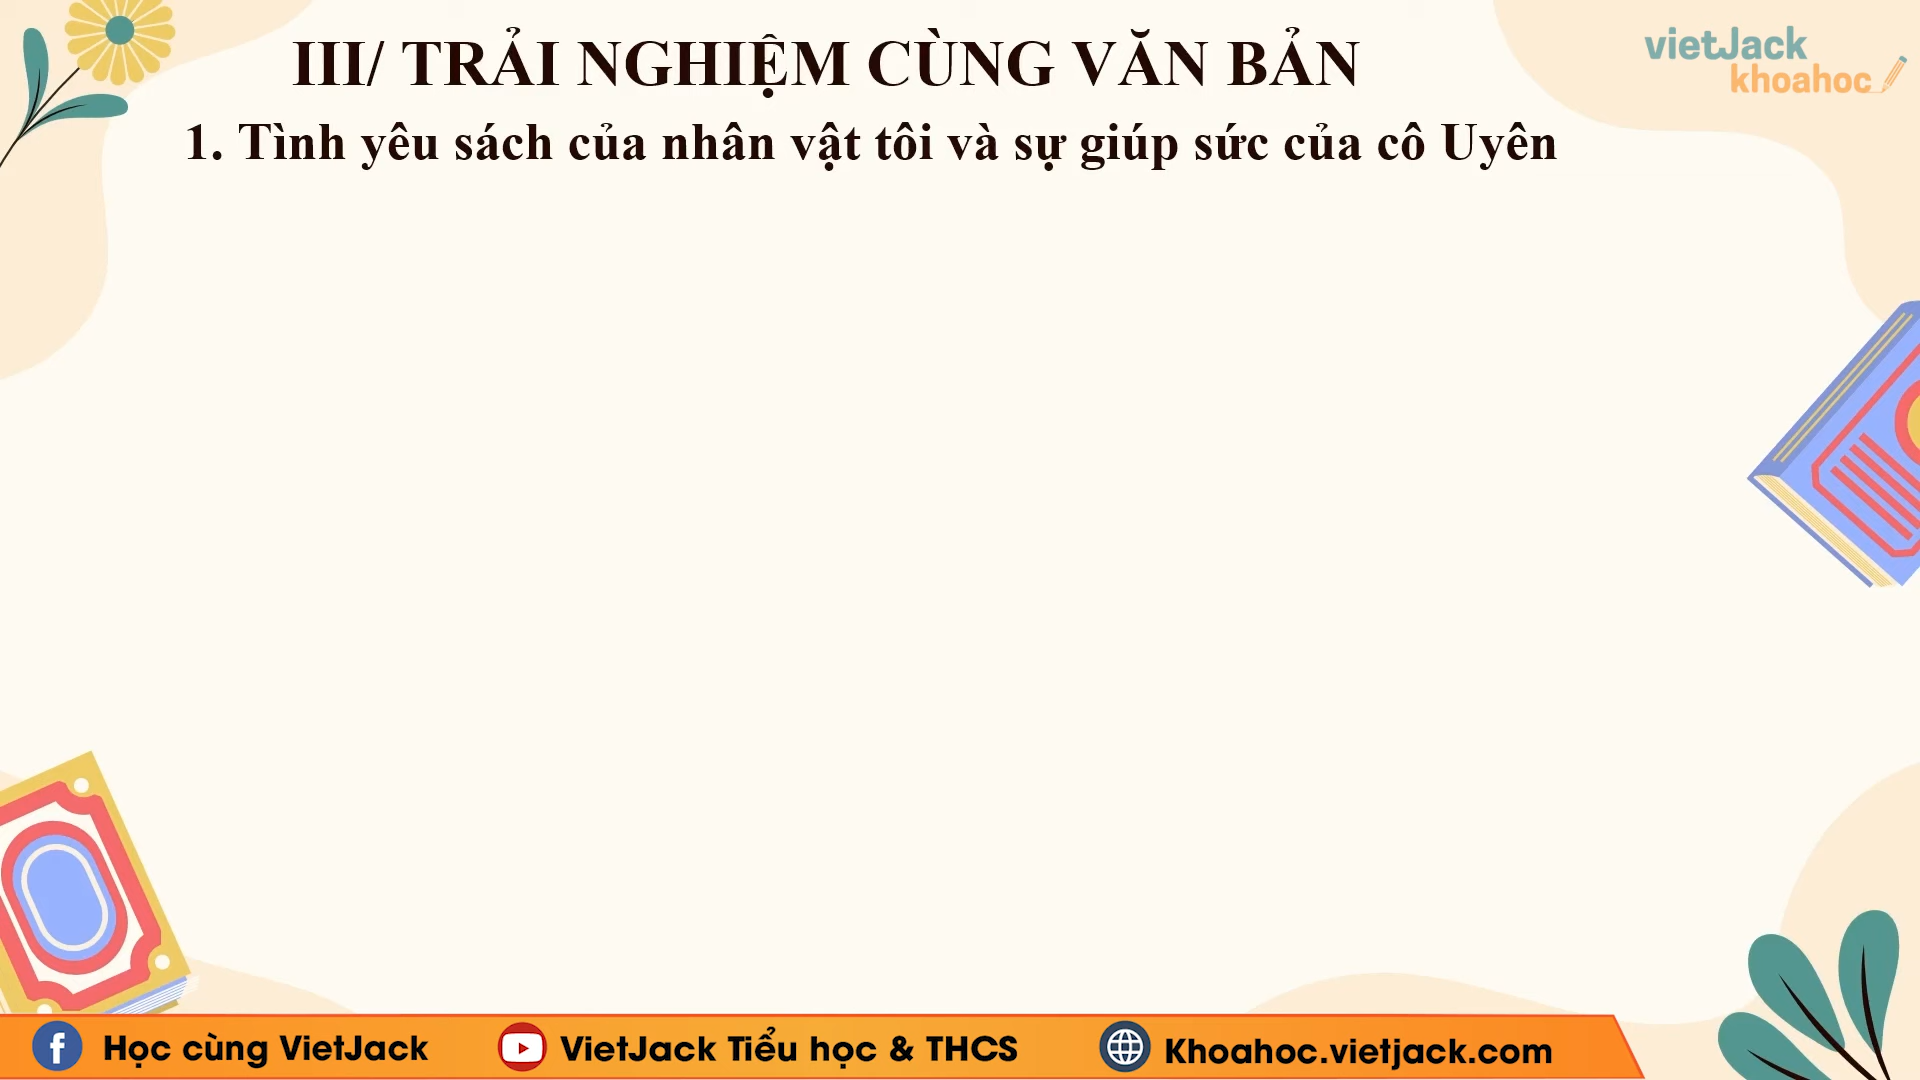 III/ TRẢI NGHIỆM CÙNG VĂN BẢN
vietJack
khoahoc
1. Tình yêu sách của nhân vật tôi và sự giúp sức của cô Uyên
Học cùng VietJack
VietJack Tiểu học & THCS
Khoahoc.vietjack.com